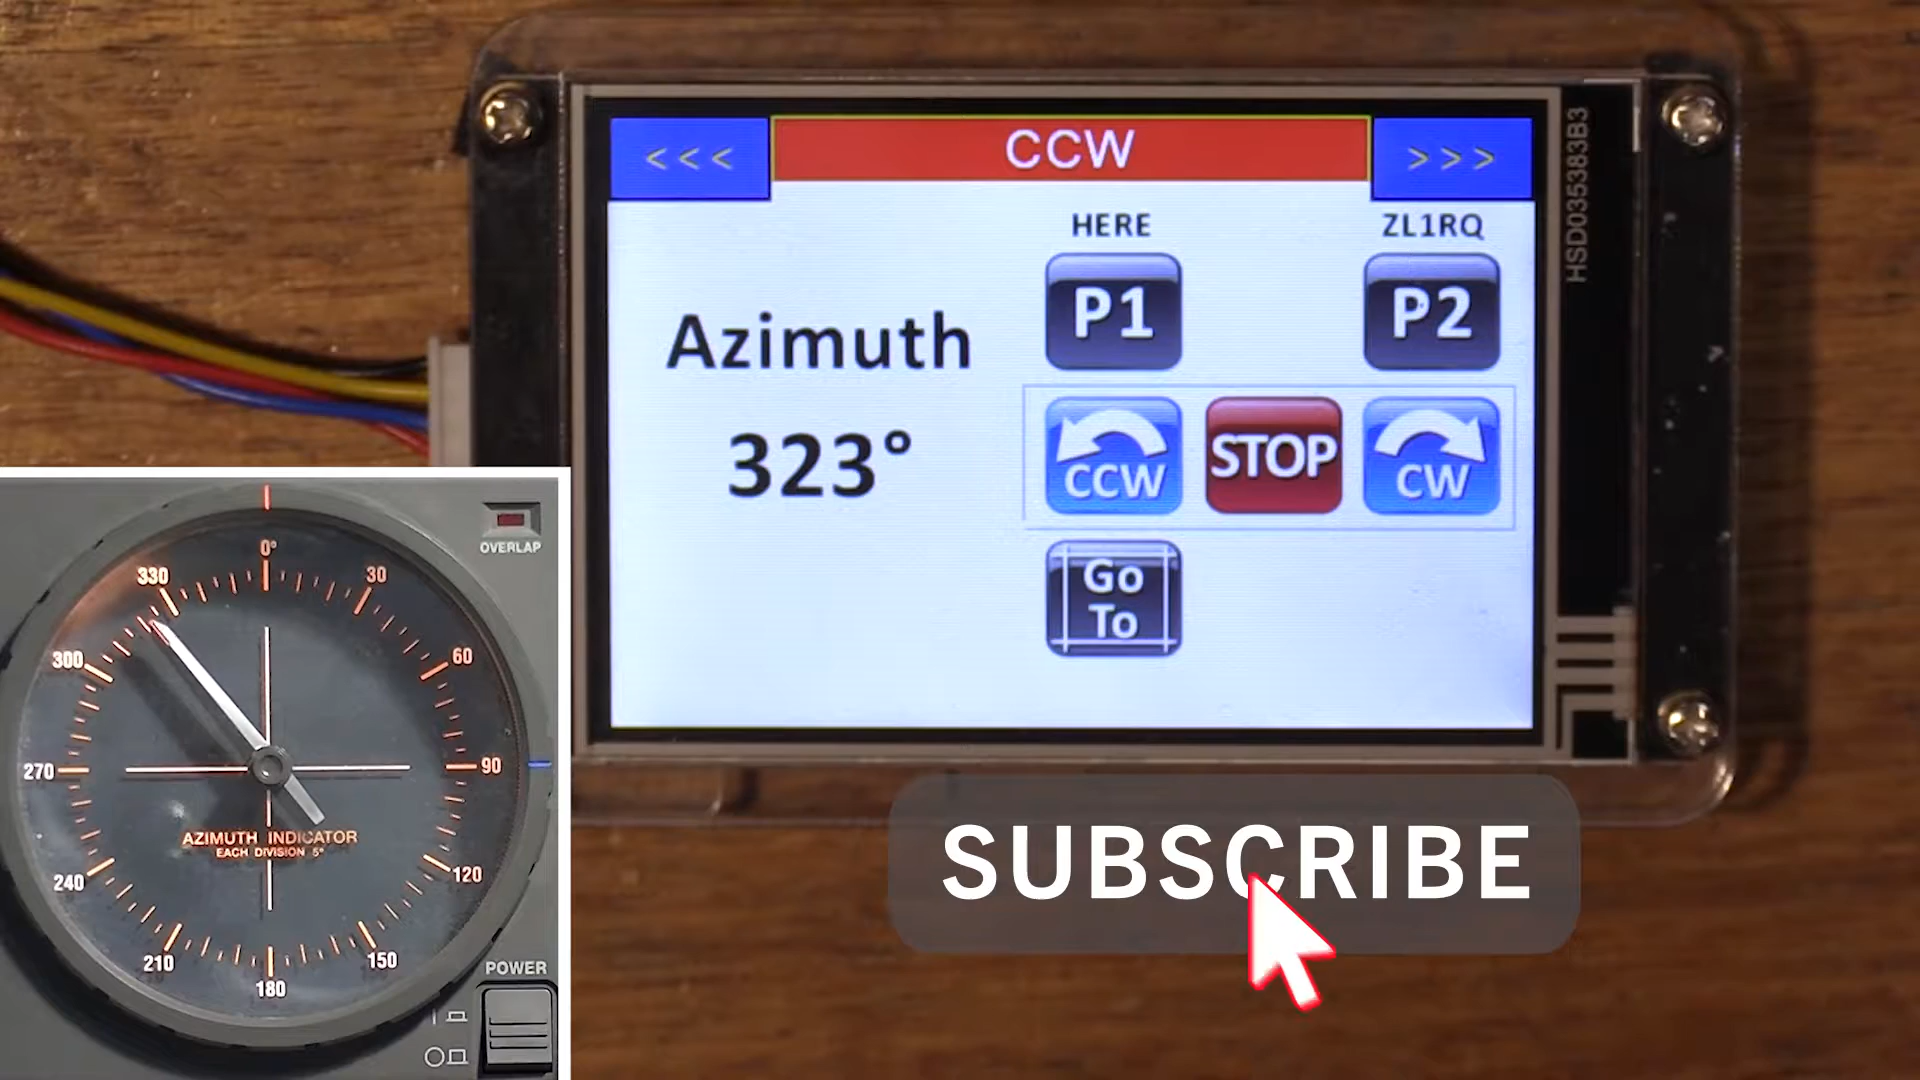 <<<
CCW
>>>
HERE
ZL1RQ
P1
P2
Azimuth
323°
CCW
STOP
CW
Go
To
HSD035383B3
OVERLAP
0°
30
60
90
120
150
180
210
240
270
300
330
AZIMUTH INDICATOR
EACH DIVISION 5°
POWER
SUBSCRIBE